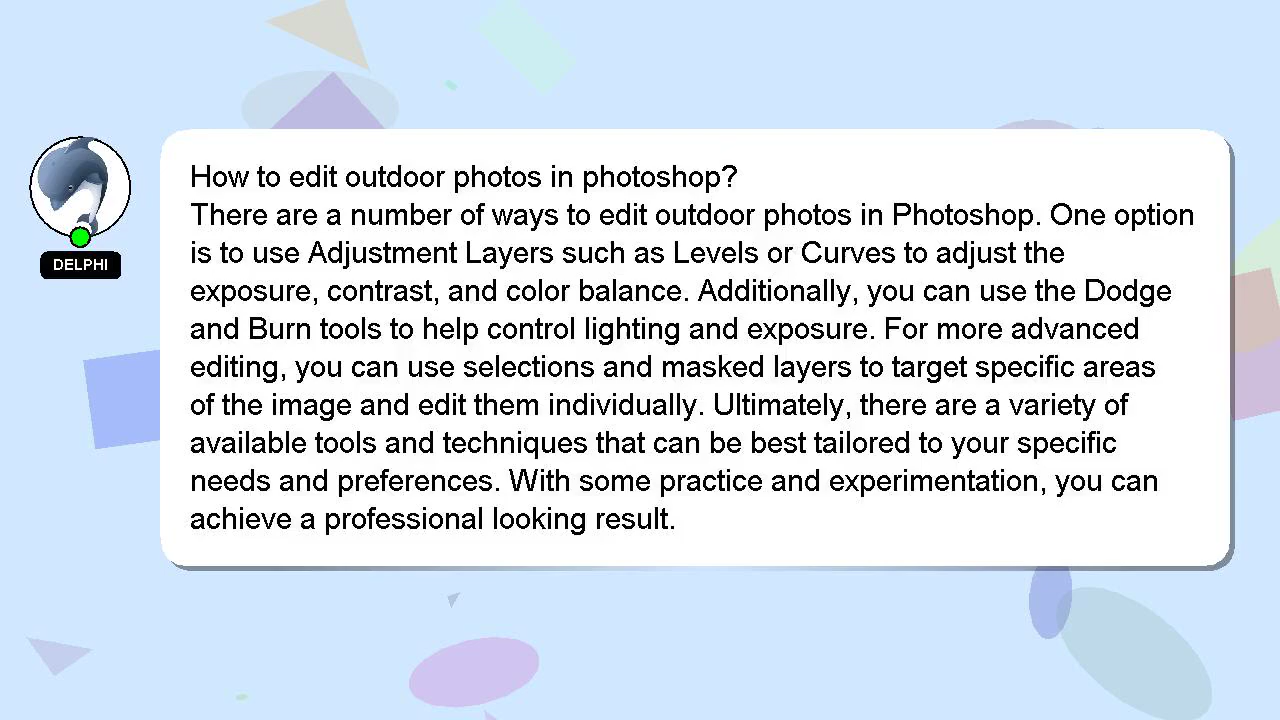 How to edit outdoor photos in photoshop?
There are a number of ways to edit outdoor photos in Photoshop. One option
is to use Adjustment Layers such as Levels or Curves to adjust the
exposure, contrast, and color balance. Additionally, you can use the Dodge
and Burn tools to help control lighting and exposure. For more advanced
editing, you can use selections and masked layers to target specific areas
of the image and edit them individually. Ultimately, there are a variety of
available tools and techniques that can be best tailored to your specific
needs and preferences. With some practice and experimentation, you can
achieve a professional looking result.
DELPHI